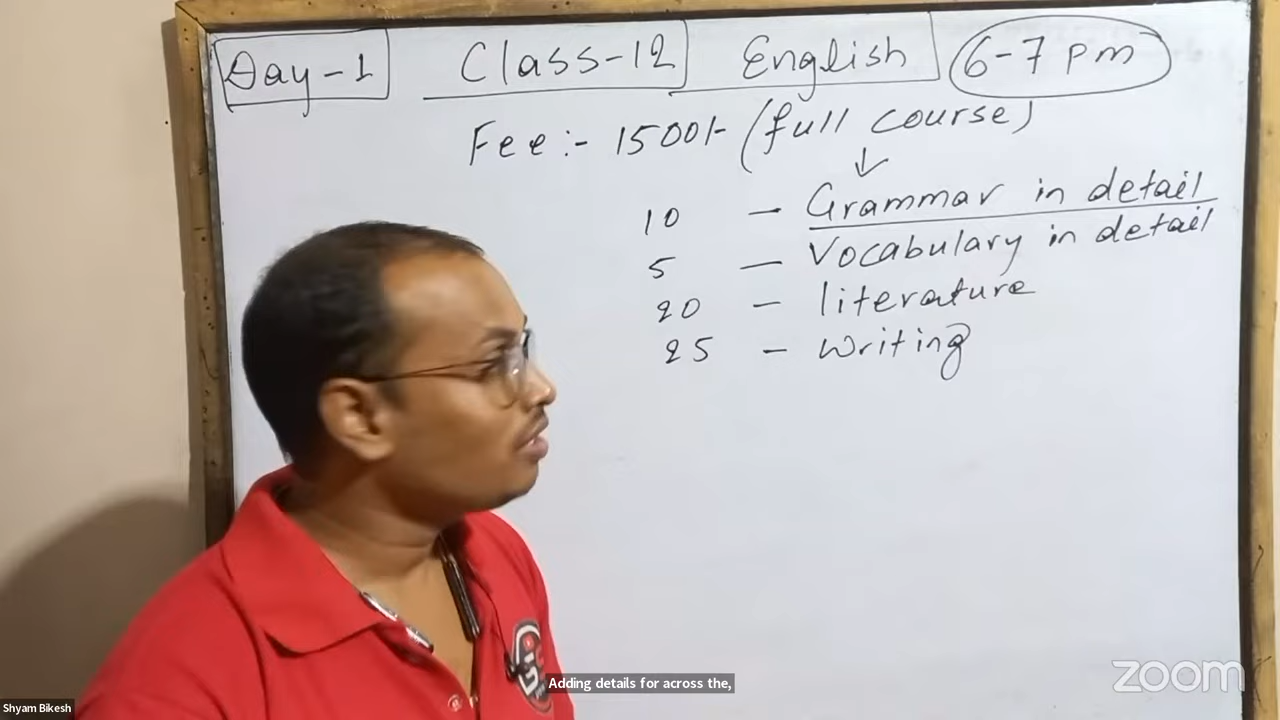 Day-1 Class-12 English 6-7 pm
Fee:- 1500/- (full course)
10 - Grammar in detail
5 - Vocabulary in detail
20 - literature
25 - writing
Adding details for across the,
Shyam Bikesh
zoom